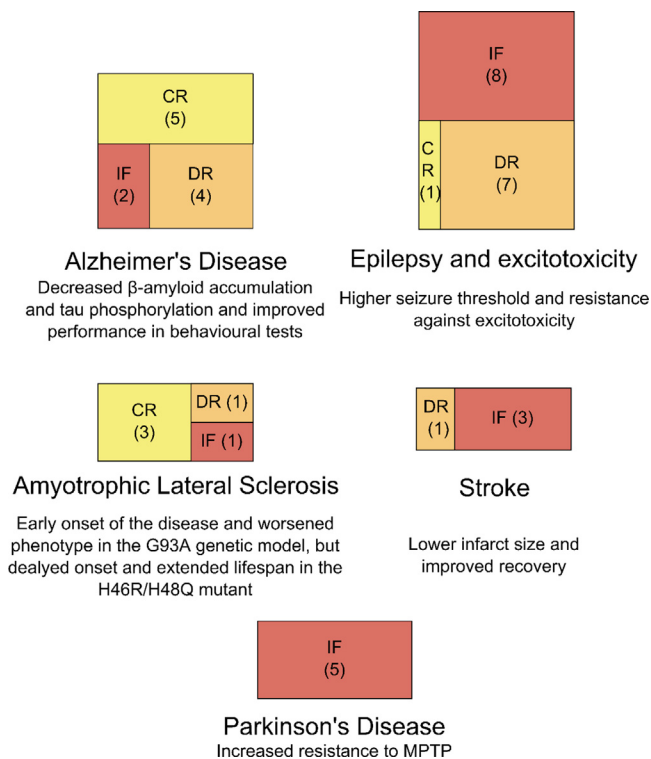 CR
(5)
IF
(2)
DR
(4)
Alzheimer's Disease
Decreased β-amyloid accumulation
and tau phosphorylation and improved
performance in behavioural tests
IF
(8)
C
R
(1)
DR
(7)
Epilepsy and excitotoxicity
Higher seizure threshold and resistance
against excitotoxicity
CR
(3)
DR (1)
IF (1)
Amyotrophic Lateral Sclerosis
Early onset of the disease and worsened
phenotype in the G93A genetic model, but
dealyed onset and extended lifespan in the
H46R/H48Q mutant
DR
(1)
IF (3)
Stroke
Lower infarct size and
improved recovery
IF
(5)
Parkinson's Disease
Increased resistance to MPTP